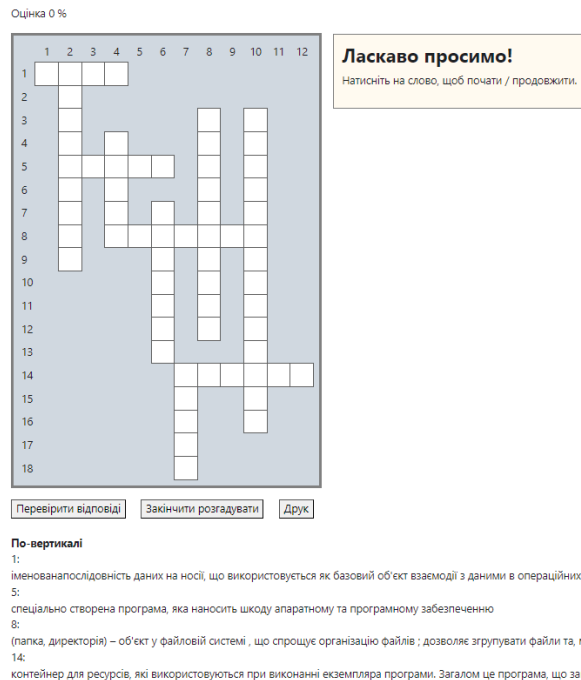 Оцінка 0 %
Ласкаво просимо!
Натисніть на слово, щоб почати / продовжити.
1 2 3 4 5 6 7 8 9 10 11 12
1
2
3
4
5
6
7
8
9
10
11
12
13
14
15
16
17
18
Перевірити відповіді Закінчити розгадувати Друк
По-вертикалі
1:
іменованапослідовність даних на носії, що використовується як базовий об'єкт взаємодії з даними в операційних
5:
спеціально створена програма, яка наносить шкоду апаратному та програмному забезпеченню
8:
(папка, директорія) – об'єкт у файловій системі , що спрощує організацію файлів ; дозволяє згрупувати файли та,
14:
контейнер для ресурсів, які використовуються при виконанні екземпляра програми. Загалом це програма, що